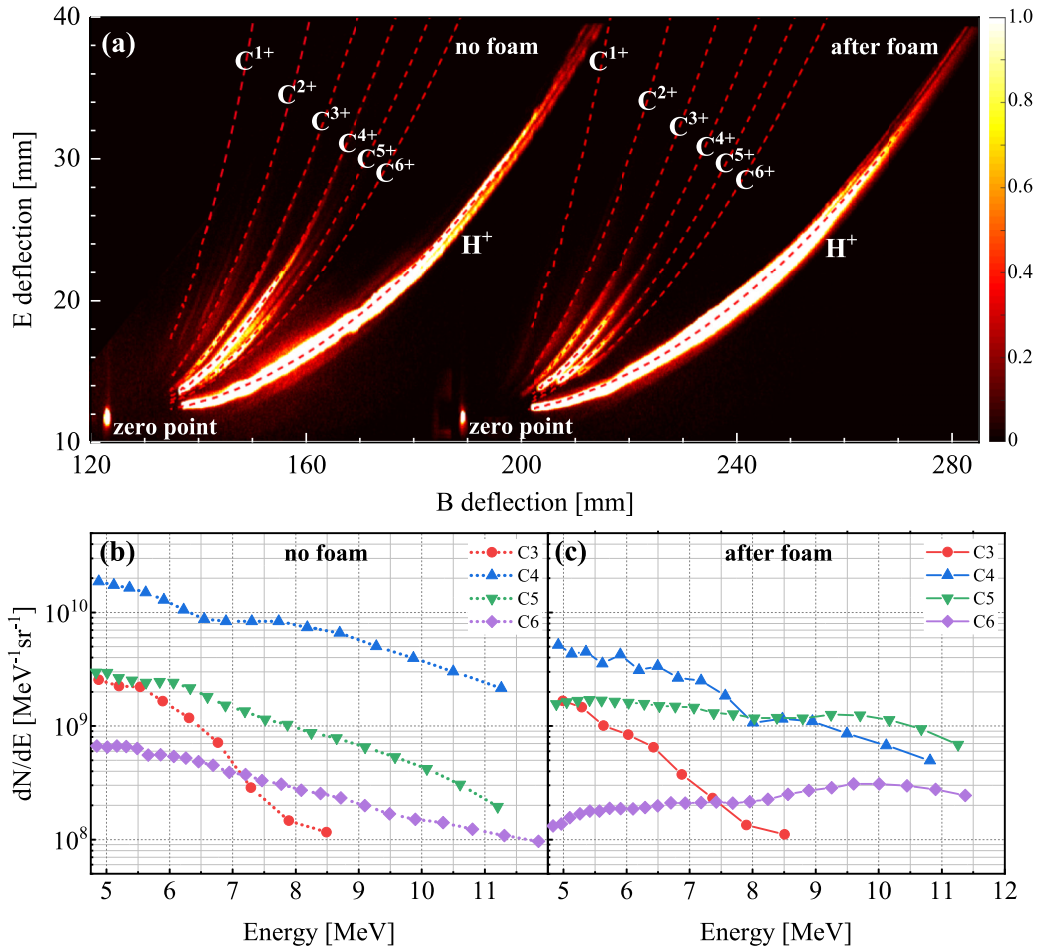 (a)
no foam
after foam
C1+
C2+
C3+
C4+
C5+
C6+
H+
zero point
C1+
C2+
C3+
C4+
C5+
C6+
H+
zero point
40
30
20
10
E deflection [mm]
120 160 200 240 280
B deflection [mm]
1.0
0.8
0.6
0.4
0.2
0
(b)
no foam
C3
C4
C5
C6
(c)
after foam
C3
C4
C5
C6
10^10
10^9
10^8
dN/dE [MeV^-1sr^-1]
5 6 7 8 9 10 11
5 6 7 8 9 10 11 12
Energy [MeV]
Energy [MeV]